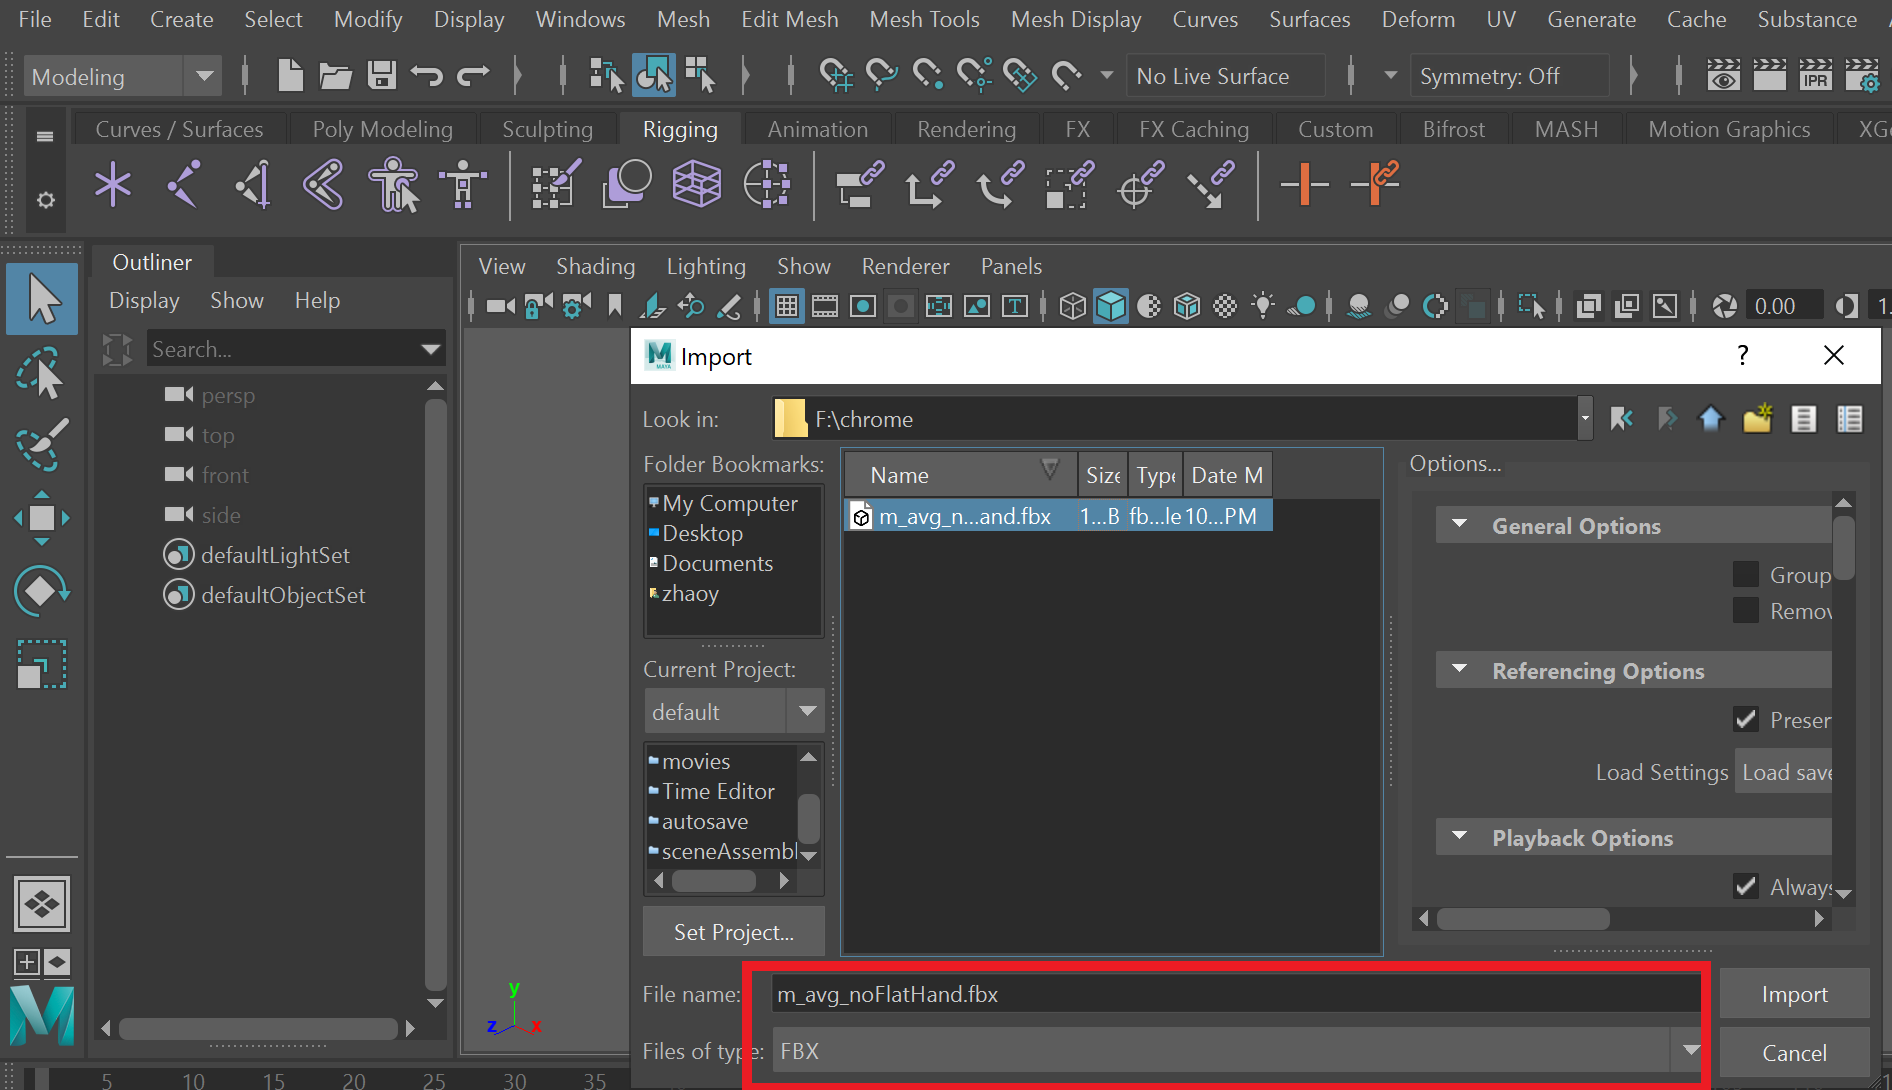 File Edit Create Select Modify Display Windows Mesh Edit Mesh Mesh Tools Mesh Display Curves Surfaces Deform UV Generate Cache Substance
Modeling No Live Surface Symmetry: Off IPR
Curves / Surfaces Poly Modeling Sculpting Rigging Animation Rendering FX FX Caching Custom Bifrost MASH Motion Graphics XG
Outliner
Display Show Help
Search...
persp
top
front
side
defaultLightSet
defaultObjectSet
View Shading Lighting Show Renderer Panels
T 0.00 1.
MAYA Import ?
Look in: F:\chrome
Folder Bookmarks:
My Computer
Desktop
Documents
zhaoy
Current Project:
default
movies
Time Editor
autosave
sceneAssembl
Set Project...
Name Size Type Date M
m_avg_n...and.fbx 1...B fb...le 10...PM
Options...
General Options
Group
Remov
Referencing Options
Preser
Load Settings Load save
Playback Options
Always
File name: m_avg_noFlatHand.fbx Import
Files of type: FBX Cancel
y
z x
M
5 10 15 20 25 30 35